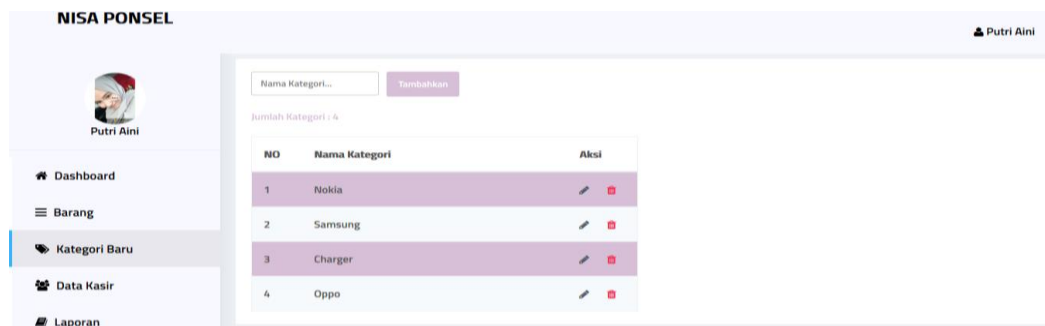 NISA PONSEL
Putri Aini
Putri Aini
Dashboard
Barang
Kategori Baru
Data Kasir
Laporan
Nama Kategori... Tambahkan
Jumlah Kategori : 4
NO Nama Kategori Aksi
1 Nokia
2 Samsung
3 Charger
4 Oppo